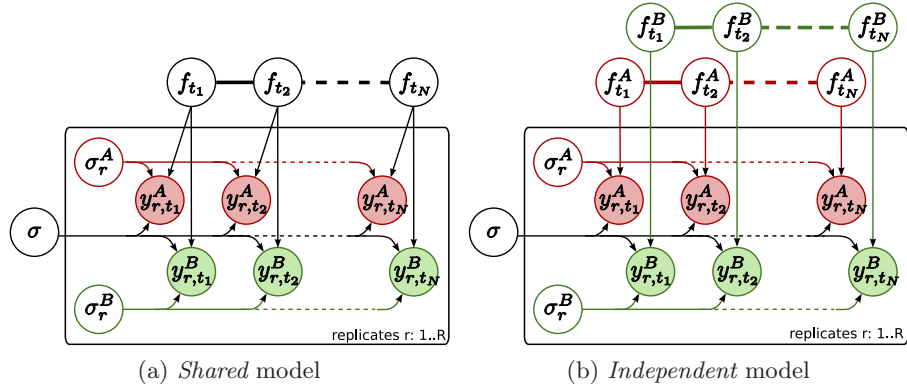 f_{t_1} f_{t_2} f_{t_N}
σ_r^A
y_{r,t_1}^A y_{r,t_2}^A y_{r,t_N}^A
σ
y_{r,t_1}^B y_{r,t_2}^B y_{r,t_N}^B
σ_r^B
replicates r: 1..R
(a) Shared model
f_{t_1}^B f_{t_2}^B f_{t_N}^B
f_{t_1}^A f_{t_2}^A f_{t_N}^A
σ_r^A
y_{r,t_1}^A y_{r,t_2}^A y_{r,t_N}^A
σ
y_{r,t_1}^B y_{r,t_2}^B y_{r,t_N}^B
σ_r^B
replicates r: 1..R
(b) Independent model